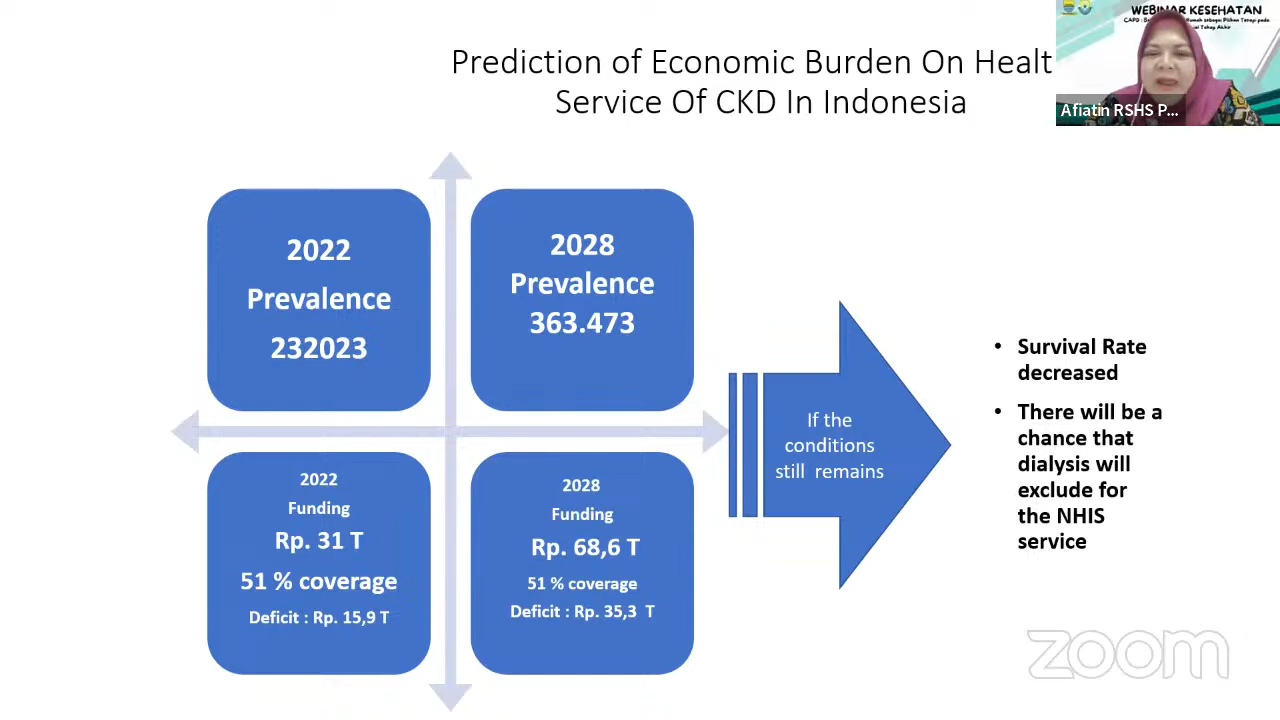 Prediction of Economic Burden On Healt
Service Of CKD In Indonesia
WEBINAR KESEHATAN
Afiatin RSHS P...
2022
Prevalence
232023
2028
Prevalence
363.473
2022
Funding
Rp. 31 T
51 % coverage
Deficit : Rp. 15,9 T
2028
Funding
Rp. 68,6 T
51 % coverage
Deficit : Rp. 35,3 T
If the
conditions
still remains
• Survival Rate
decreased
• There will be a
chance that
dialysis will
exclude for
the NHIS
service
zoom